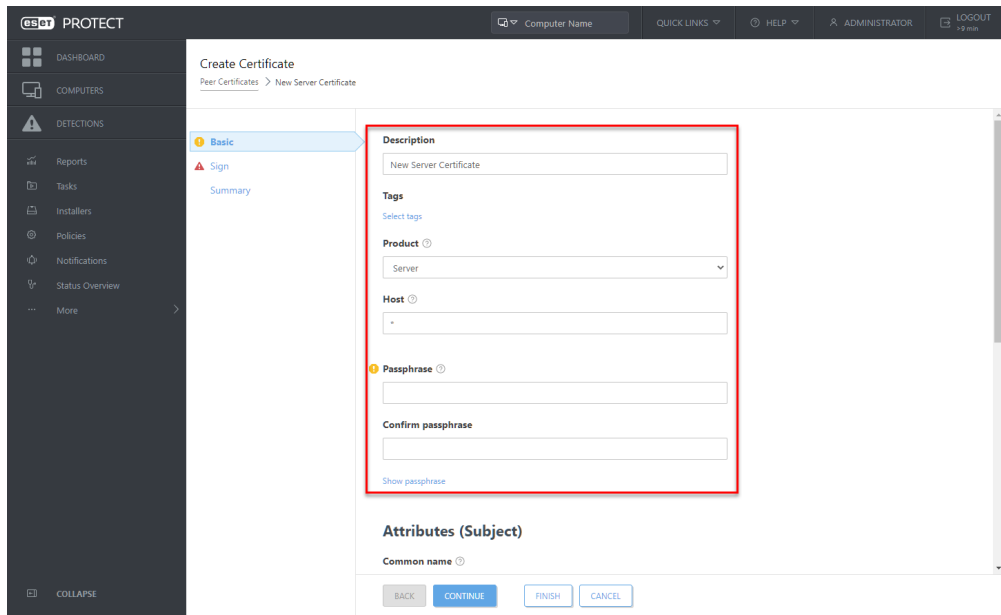 eset PROTECT
Computer Name
QUICK LINKS
HELP
ADMINISTRATOR
LOGOUT
>9 min
DASHBOARD
COMPUTERS
DETECTIONS
Reports
Tasks
Installers
Policies
Notifications
Status Overview
More
COLLAPSE
Create Certificate
Peer Certificates > New Server Certificate
Basic
Sign
Summary
Description
New Server Certificate
Tags
Select tags
Product
Server
Host
*
Passphrase
Confirm passphrase
Show passphrase
Attributes (Subject)
Common name
BACK
CONTINUE
FINISH
CANCEL